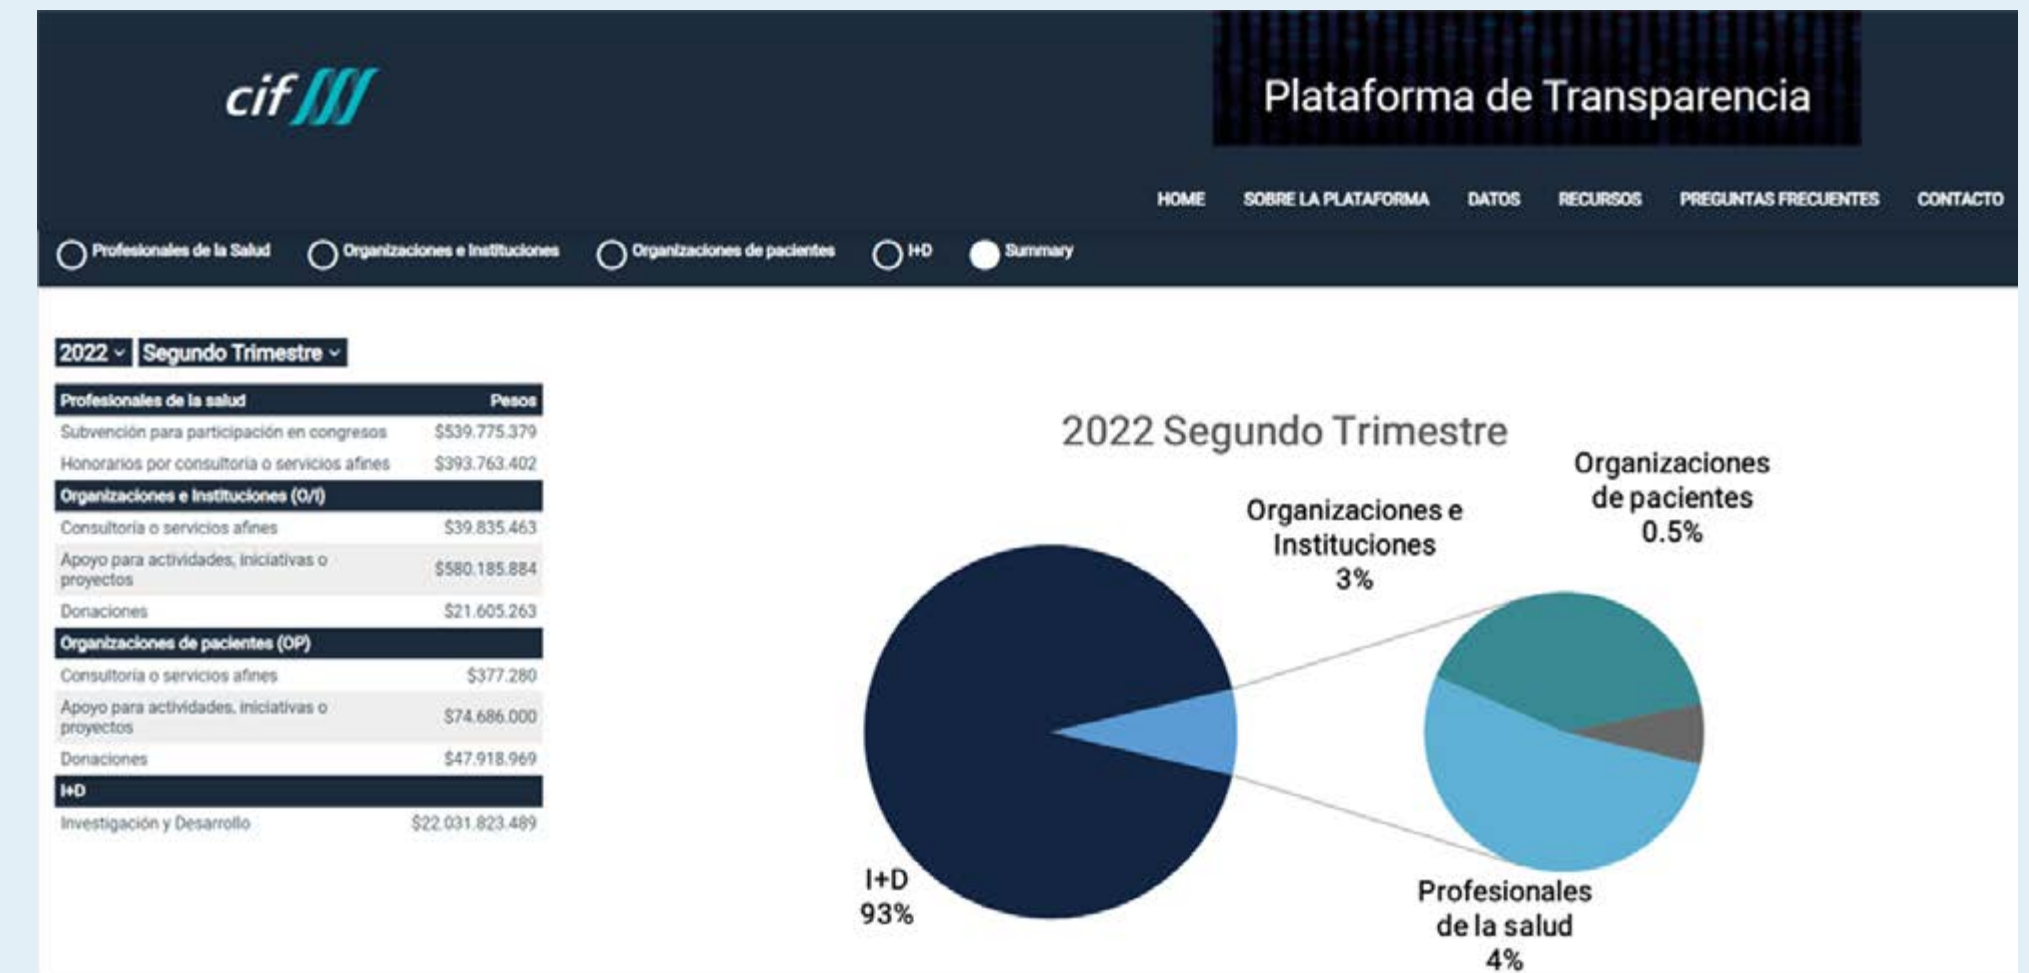 cif
Plataforma de Transparencia
HOME SOBRE LA PLATAFORMA DATOS RECURSOS PREGUNTAS FRECUENTES CONTACTO
Profesionales de la Salud Organizaciones e Instituciones Organizaciones de pacientes I+D Summary
2022 Segundo Trimestre
Profesionales de la salud Pesos
Subvención para participación en congresos $539.775.379
Honorarios por consultoría o servicios afines $393.763.402
Organizaciones e Instituciones (O/I)
Consultoría o servicios afines $39.835.463
Apoyo para actividades, iniciativas o
proyectos $580.185.884
Donaciones $21.605.263
Organizaciones de pacientes (OP)
Consultoría o servicios afines $377.280
Apoyo para actividades, iniciativas o
proyectos $74.686.000
Donaciones $47.918.969
I+D
Investigación y Desarrollo $22.031.823.489
2022 Segundo Trimestre
Organizaciones e
Instituciones
3%
Organizaciones
de pacientes
0.5%
I+D
93%
Profesionales
de la salud
4%